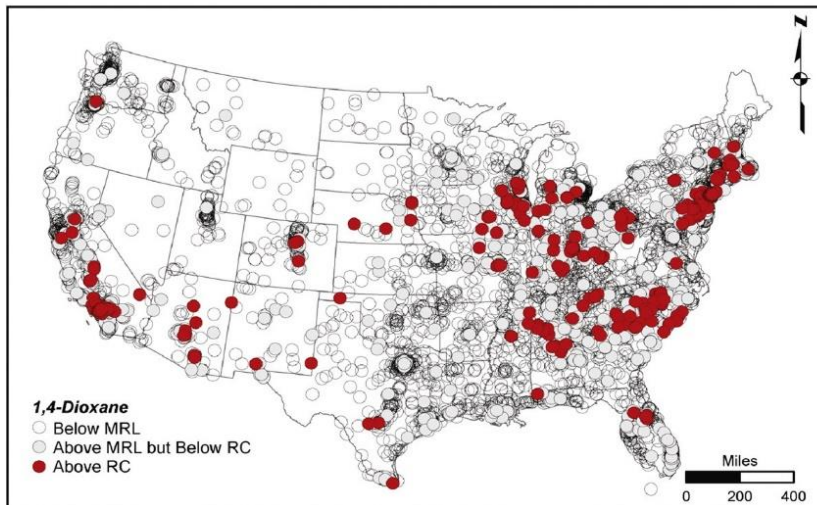 Z
1,4-Dioxane
Below MRL
Above MRL but Below RC
Above RC
Miles
0 200 400